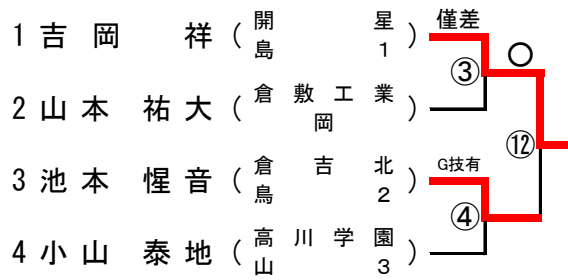 1 吉岡 祥 ( 開星 島1 ) 僅差
③ ○
2 山本 祐大 ( 倉敷工業 岡 )
⑫
3 池本 惺音 ( 倉吉北 鳥2 ) G技有
④
4 小山 泰地 ( 高川学園 山3 )